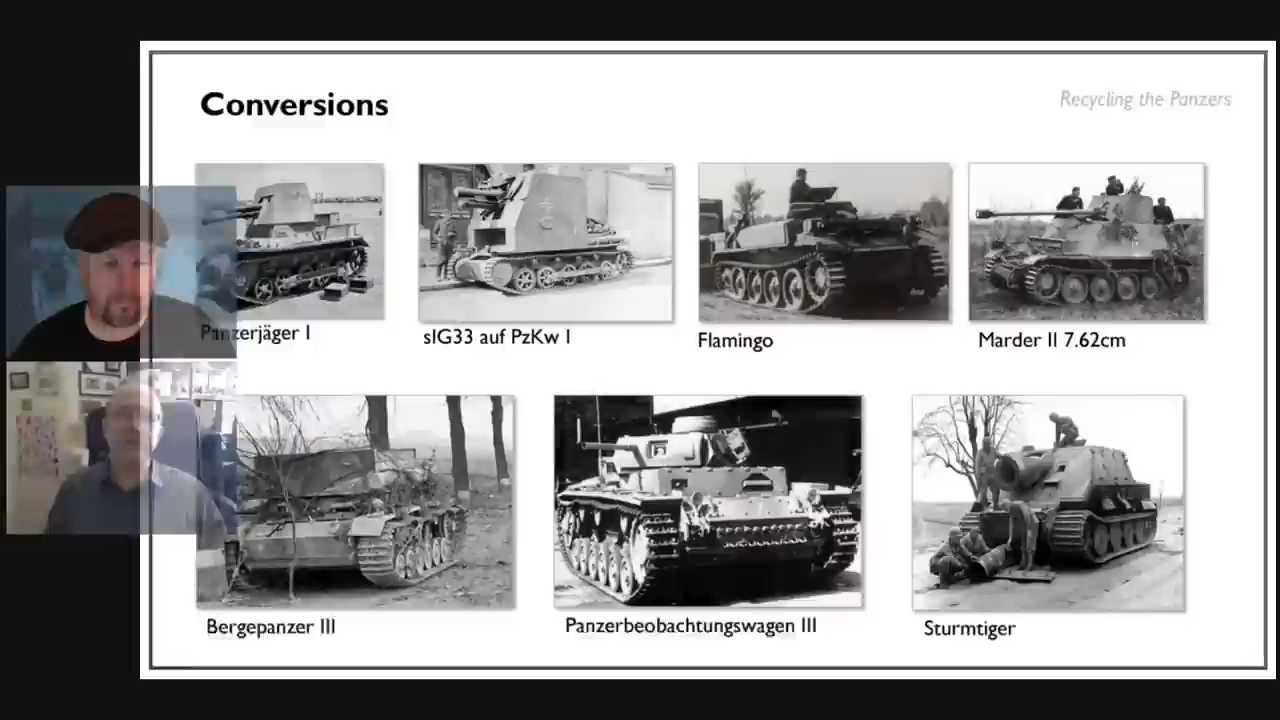 Conversions
Recycling the Panzers
Panzerjäger I
sIG33 auf PzKw I
Flamingo
Marder II 7.62cm
Bergepanzer III
Panzerbeobachtungswagen III
Sturmtiger